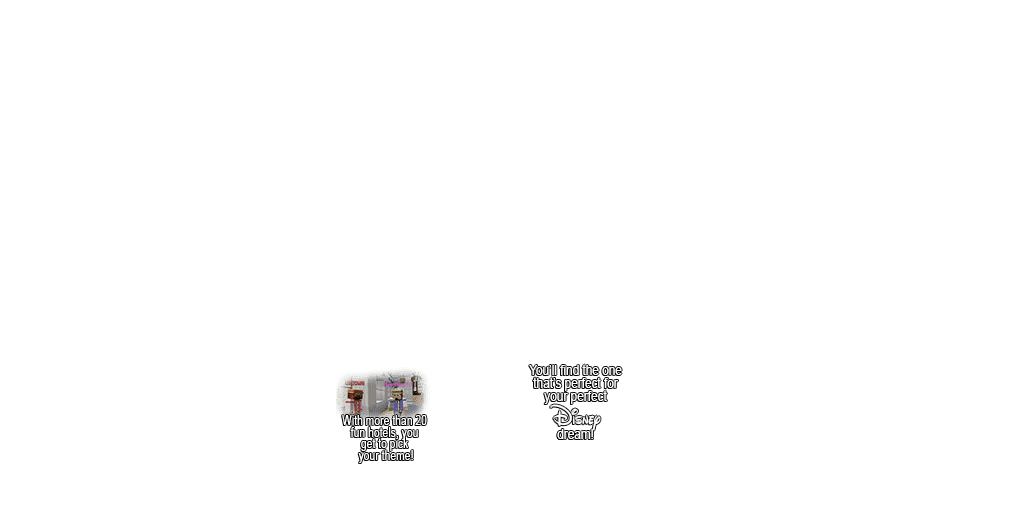 With more than 20
fun hotels, you
get to pick
your theme!
You'll find the one
that's perfect for
your perfect
Disney
dream!